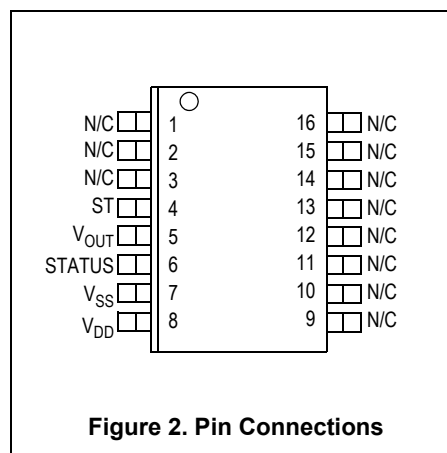 N/C 1 16 N/C
N/C 2 15 N/C
N/C 3 14 N/C
ST 4 13 N/C
VOUT 5 12 N/C
STATUS 6 11 N/C
VSS 7 10 N/C
VDD 8 9 N/C
Figure 2. Pin Connections